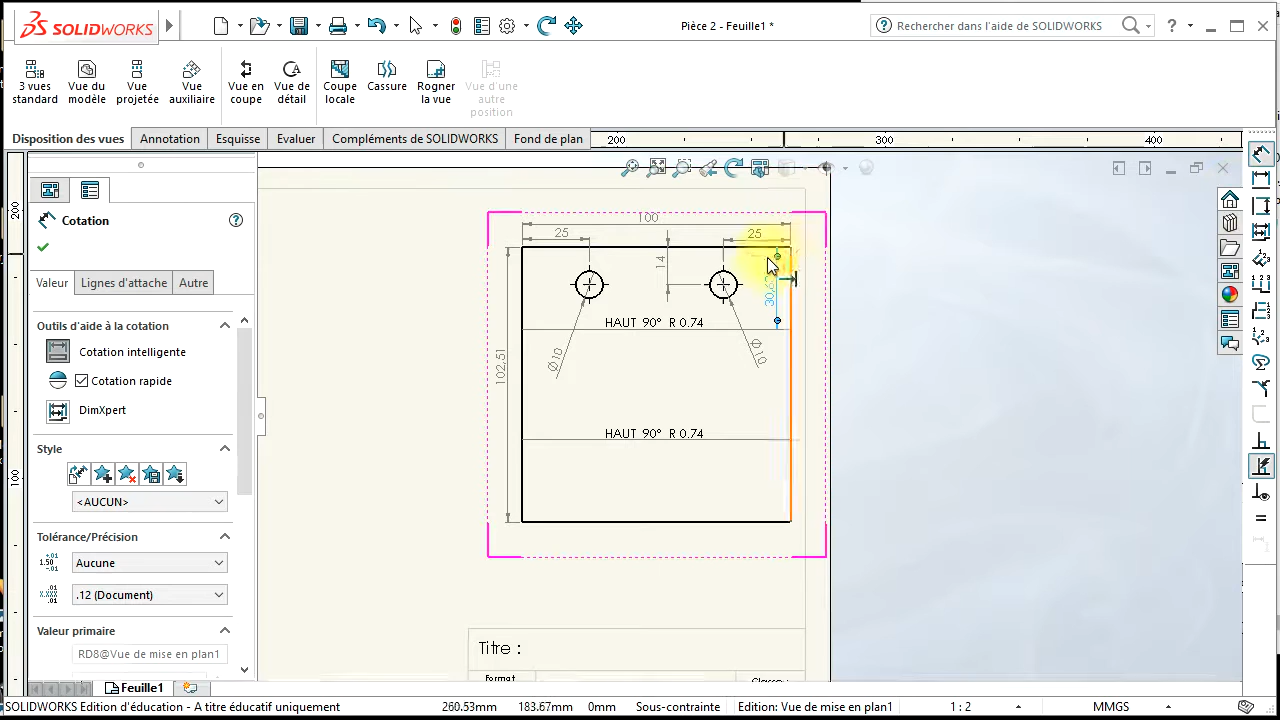 SOLIDWORKS
Pièce 2 - Feuille1 *
Rechercher dans l'aide de SOLIDWORKS
3 vues standard
Vue du modèle
Vue projetée
Vue auxiliaire
Vue en coupe
Vue de détail
Coupe locale
Cassure
Rogner la vue
Vue d'une autre position
Disposition des vues
Annotation
Esquisse
Evaluer
Compléments de SOLIDWORKS
Fond de plan
200
300
400
200
100
Cotation
Valeur
Lignes d'attache
Autre
Outils d'aide à la cotation
Cotation intelligente
Cotation rapide
DimXpert
Style
<AUCUN>
Tolérance/Précision
Aucune
.12 (Document)
Valeur primaire
RD8@Vue de mise en plan1
100
25
25
14
HAUT 90° R 0.74
Ø10
Ø10
102,51
HAUT 90° R 0.74
Titre :
Format
Classe
Feuille1
SOLIDWORKS Edition d'éducation - A titre éducatif uniquement
260.53mm
183.67mm
0mm
Sous-contrainte
Edition: Vue de mise en plan1
1 : 2
MMGS